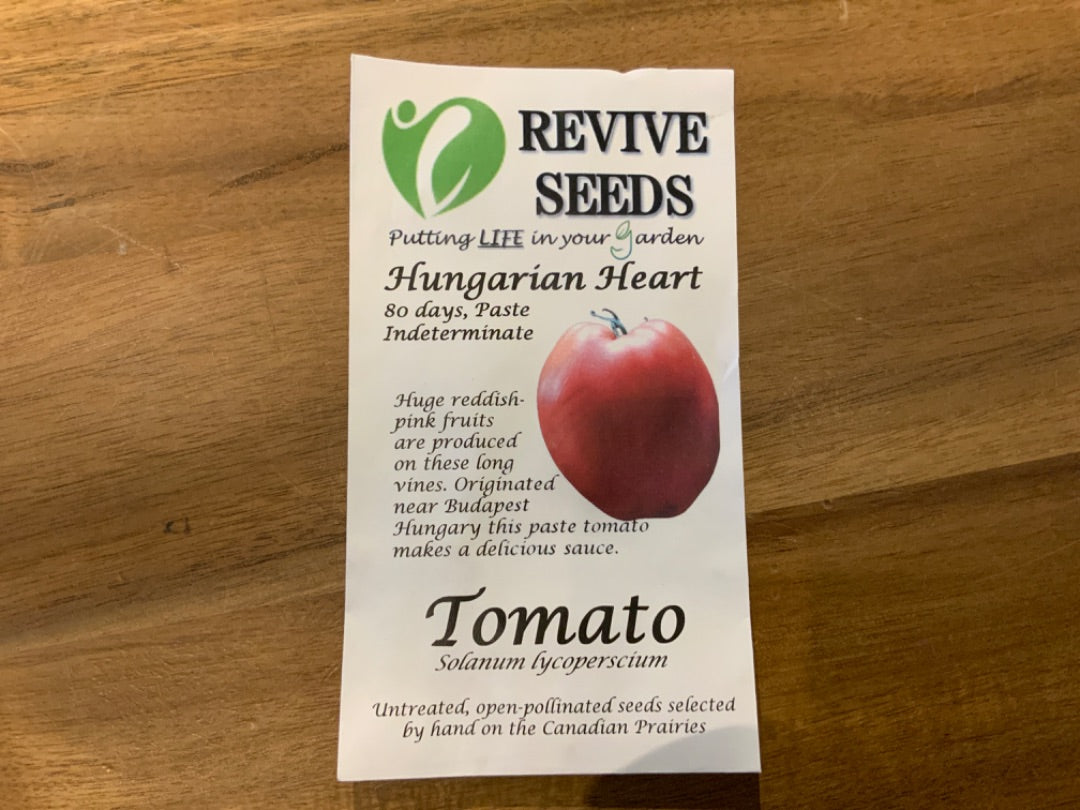 REVIVE
SEEDS
Putting LIFE in your garden
Hungarian Heart
80 days, Paste
Indeterminate
Huge reddish-
pink fruits
are produced
on these long
vines. Originated
near Budapest
Hungary this paste tomato
makes a delicious sauce.
Tomato
Solanum lycoperscium
Untreated, open-pollinated seeds selected
by hand on the Canadian Prairies